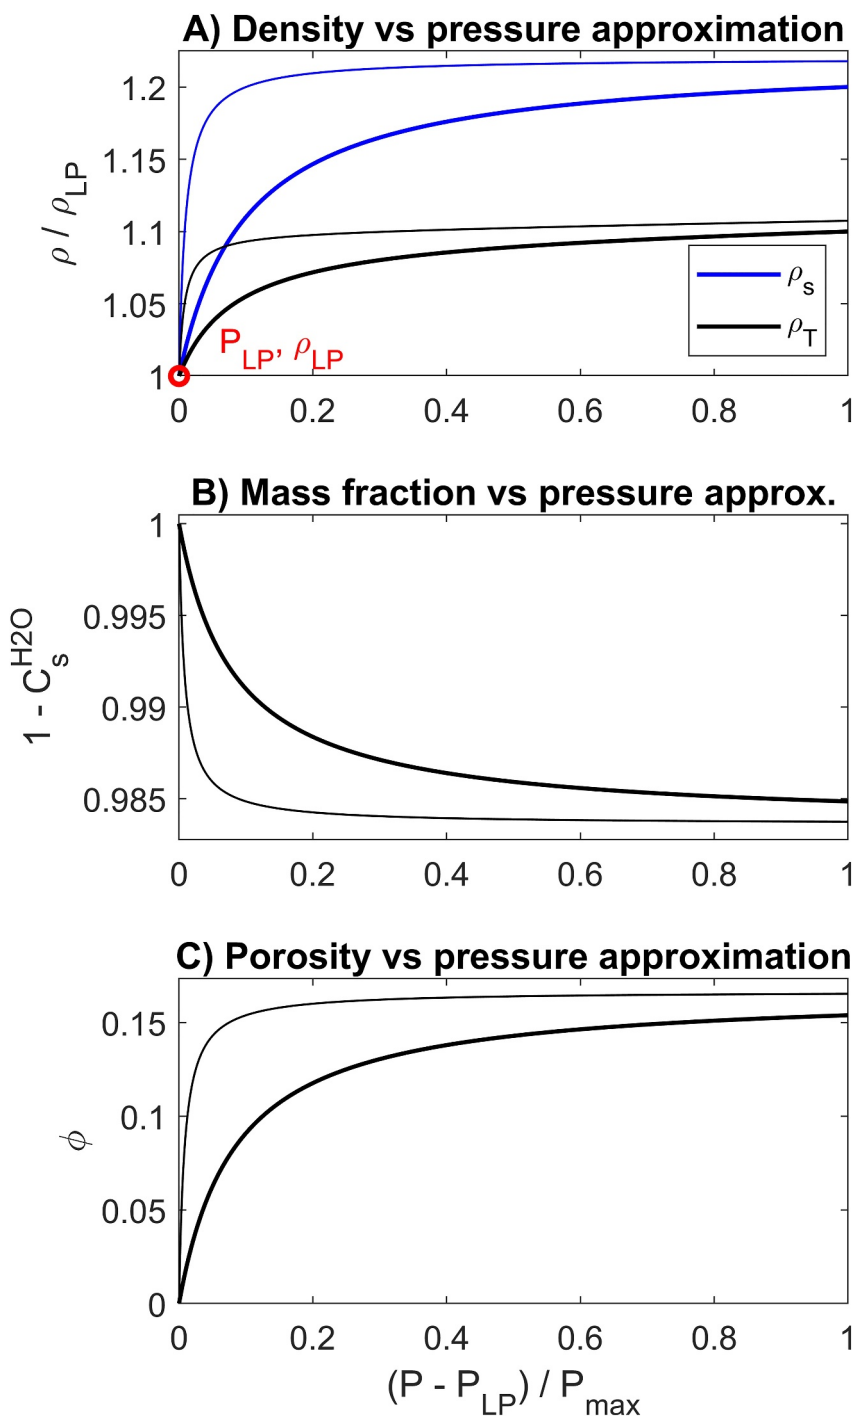 A) Density vs pressure approximation
1.2
1.15
1.1
1.05
1
ρ / ρLP
ρs
ρT
PLP, ρLP
0 0.2 0.4 0.6 0.8 1
B) Mass fraction vs pressure approx.
1
0.995
0.99
0.985
1 - CsH2O
0 0.2 0.4 0.6 0.8 1
C) Porosity vs pressure approximation
0.15
0.1
0.05
0
ϕ
0 0.2 0.4 0.6 0.8 1
(P - PLP) / Pmax